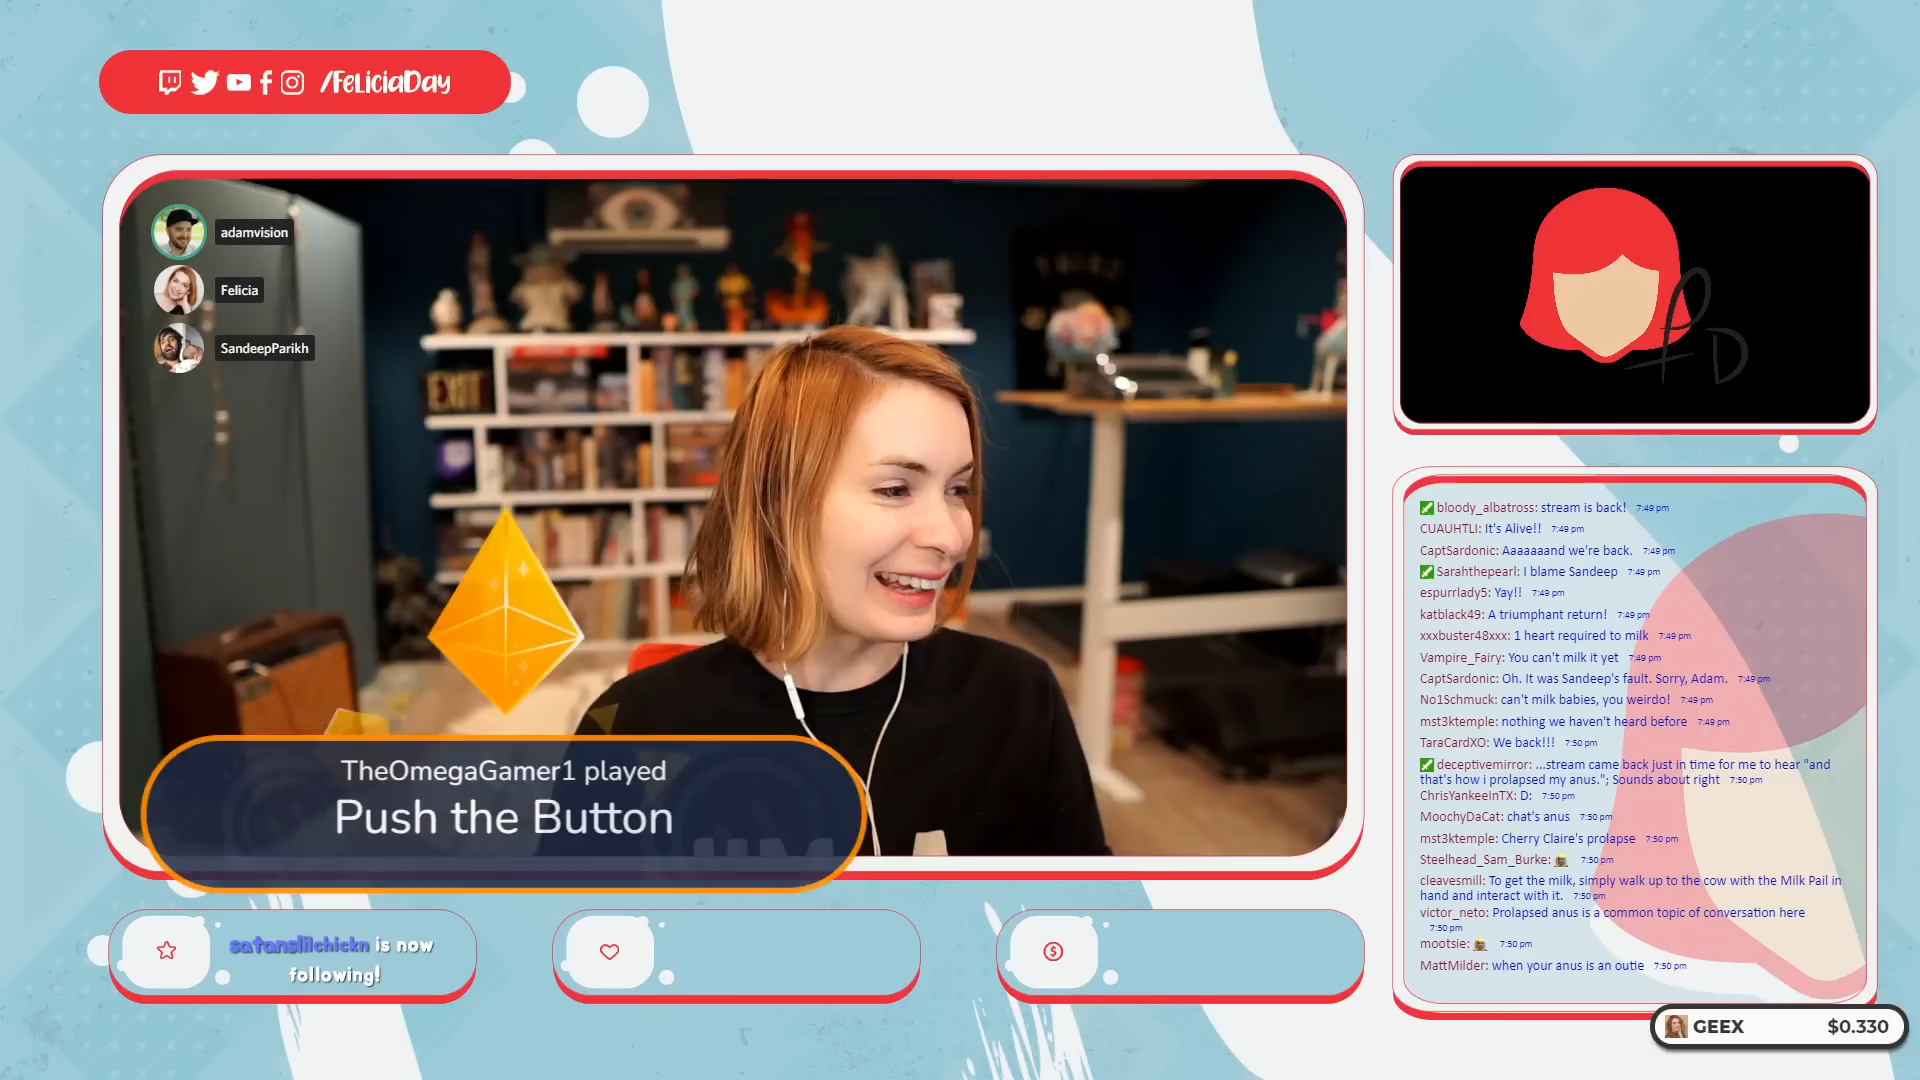 /FeliciaDay
adamvision
Felicia
SandeepParikh
EXIT
TheOmegaGamer1 played
Push the Button
satanslilchickn is now
following!
FD
bloody_albatross: stream is back! 7:49 pm
CUAUHTLI: It's Alive!! 7:49 pm
CaptSardonic: Aaaaaaand we're back. 7:49 pm
Sarahthepearl: I blame Sandeep 7:49 pm
espurrlady5: Yay!! 7:49 pm
katblack49: A triumphant return! 7:49 pm
xxxbuster48xxx: 1 heart required to milk 7:49 pm
Vampire_Fairy: You can't milk it yet 7:49 pm
CaptSardonic: Oh. It was Sandeep's fault. Sorry, Adam. 7:49 pm
No1Schmuck: can't milk babies, you weirdo! 7:49 pm
mst3ktemple: nothing we haven't heard before 7:49 pm
TaraCardXO: We back!!! 7:50 pm
deceptivemirror: ...stream came back just in time for me to hear "and
that's how i prolapsed my anus."; Sounds about right 7:50 pm
ChrisYankeeInTX: D: 7:50 pm
MoochyDaCat: chat's anus 7:50 pm
mst3ktemple: Cherry Claire's prolapse 7:50 pm
Steelhead_Sam_Burke: 7:50 pm
cleavesmill: To get the milk, simply walk up to the cow with the Milk Pail in
hand and interact with it. 7:50 pm
victor_neto: Prolapsed anus is a common topic of conversation here
7:50 pm
mootsie: 7:50 pm
MattMilder: when your anus is an outie 7:50 pm
GEEX $0.330